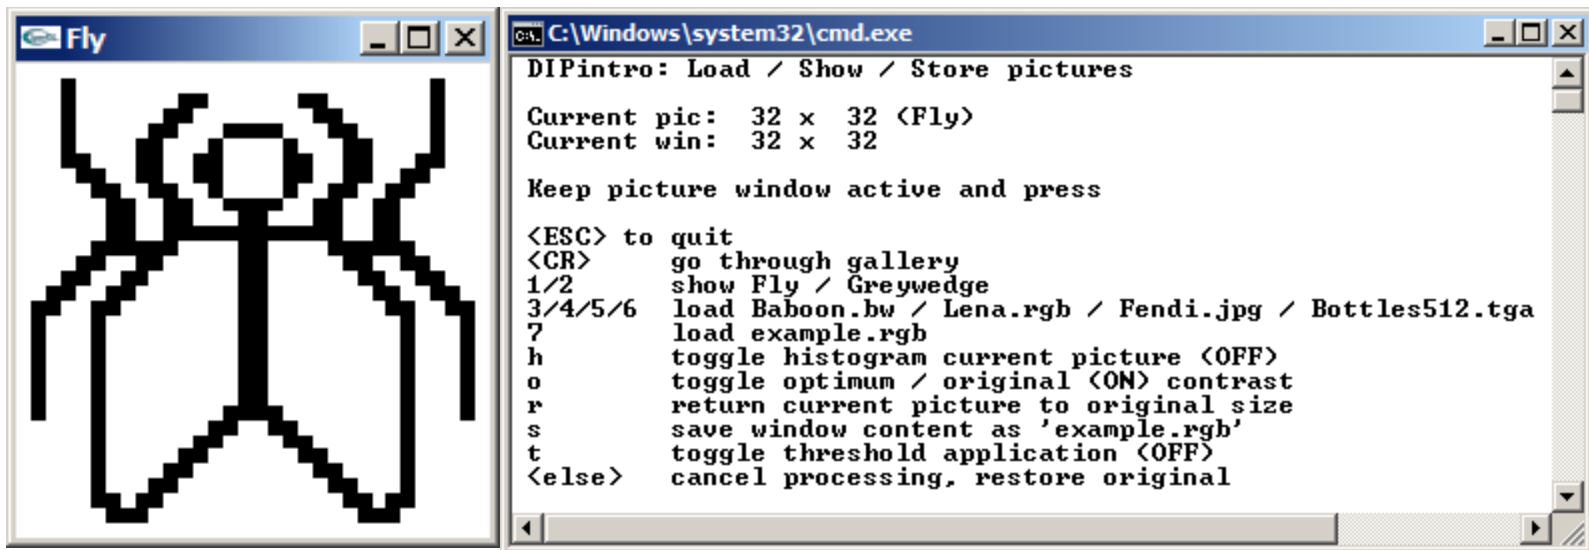 Fly
C:\Windows\system32\cmd.exe
DIPintro: Load / Show / Store pictures
Current pic:  32 x  32 (Fly)
Current win:  32 x  32
Keep picture window active and press
<ESC> to quit
<CR>     go through gallery
1/2      show Fly / Greywedge
3/4/5/6  load Baboon.bw / Lena.rgb / Fendi.jpg / Bottles512.tga
7        load example.rgb
h        toggle histogram current picture (OFF)
o        toggle optimum / original (ON) contrast
r        return current picture to original size
s        save window content as 'example.rgb'
t        toggle threshold application (OFF)
<else>   cancel processing, restore original